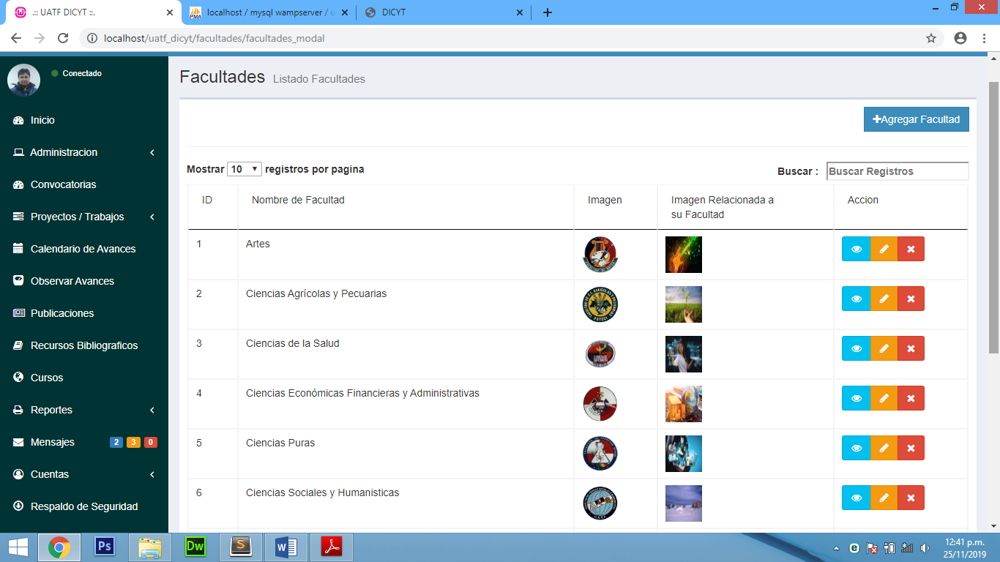 .:: UATF DICYT ::.
localhost / mysql wampserver / u
DICYT
localhost/uatf_dicyt/facultades/facultades_modal
Conectado
Inicio
Administracion
Convocatorias
Proyectos / Trabajos
Calendario de Avances
Observar Avances
Publicaciones
Recursos Bibliograficos
Cursos
Reportes
Mensajes 2 3 0
Cuentas
Respaldo de Seguridad
Facultades Listado Facultades
Agregar Facultad
Mostrar 10 registros por pagina
Buscar : Buscar Registros
ID Nombre de Facultad Imagen Imagen Relacionada a su Facultad Accion
1 Artes
2 Ciencias Agrícolas y Pecuarias
3 Ciencias de la Salud
4 Ciencias Económicas Financieras y Administrativas
5 Ciencias Puras
6 Ciencias Sociales y Humanisticas
Ps
Dw
12:41 p.m.
25/11/2019